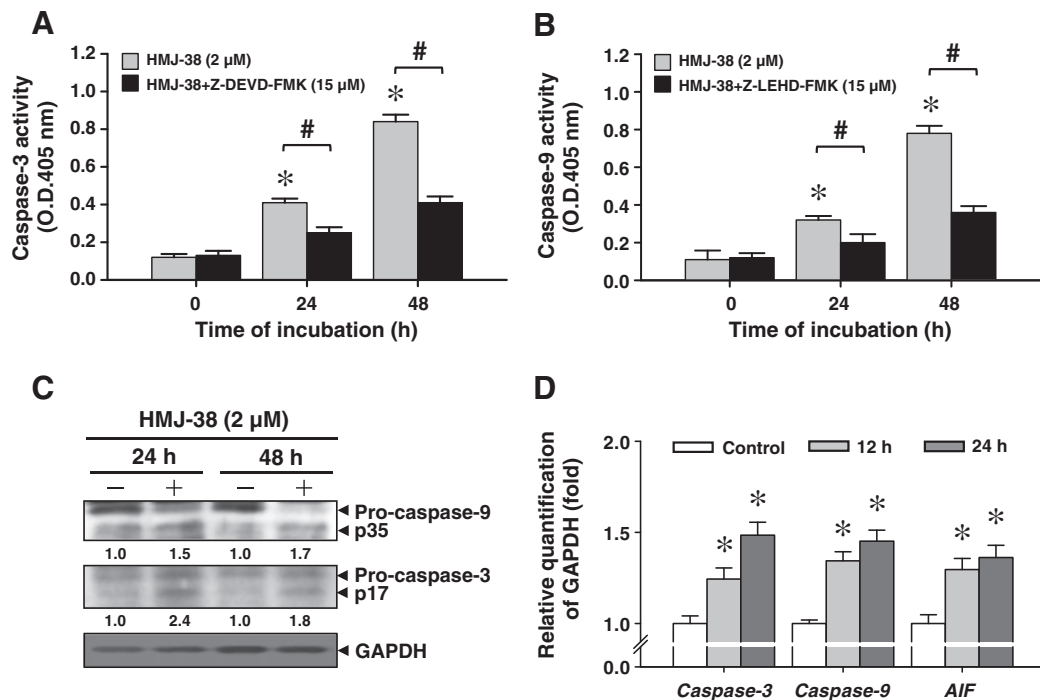 A
HMJ-38 (2 µM)
HMJ-38+Z-DEVD-FMK (15 µM)
Caspase-3 activity
(O.D.405 nm)
1.2
1.0
0.8
0.6
0.4
0.2
0.0
* # * #
0 24 48
Time of incubation (h)
B
HMJ-38 (2 µM)
HMJ-38+Z-LEHD-FMK (15 µM)
Caspase-9 activity
(O.D.405 nm)
1.2
1.0
0.8
0.6
0.4
0.2
0.0
* # * #
0 24 48
Time of incubation (h)
C
HMJ-38 (2 µM)
24 h 48 h
– + – +
Pro-caspase-9
p35
1.0 1.5 1.0 1.7
Pro-caspase-3
p17
1.0 2.4 1.0 1.8
GAPDH
D
Control 12 h 24 h
Relative quantification
of GAPDH (fold)
2.0
1.5
1.0
0.0
* * * * * *
Caspase-3 Caspase-9 AIF